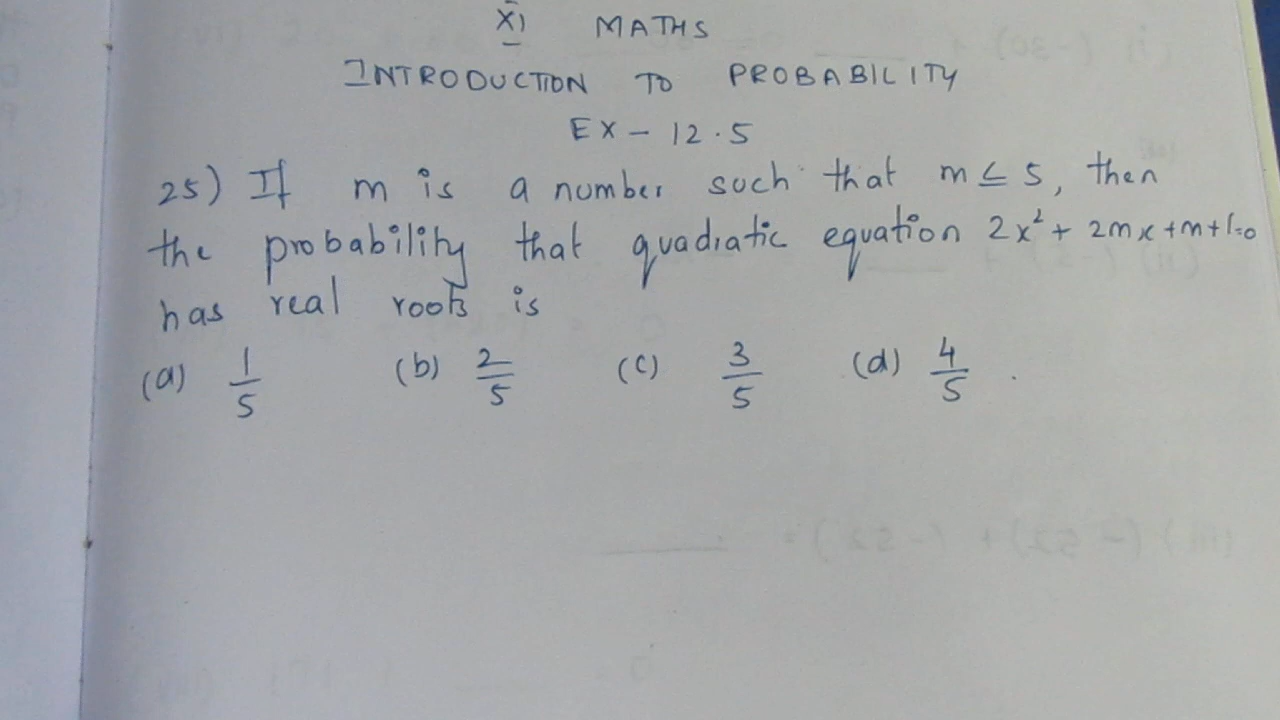 XI MATHS
INTRODUCTION TO PROBABILITY
EX - 12.5
25) If m is a number such that m ≤ 5, then
the probability that quadratic equation 2x² + 2mx + m + 1 = 0
has real roots is
(a) 1/5 (b) 2/5 (c) 3/5 (d) 4/5 .